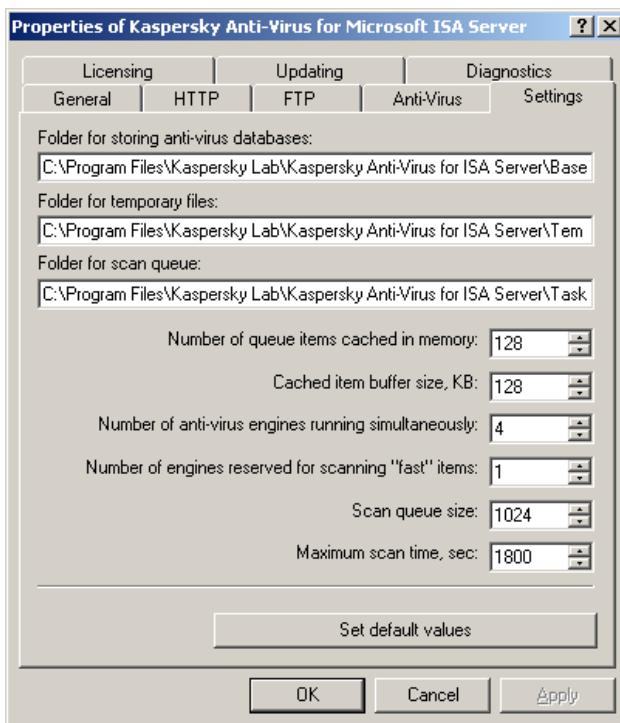 Properties of Kaspersky Anti-Virus for Microsoft ISA Server
Licensing Updating Diagnostics
General HTTP FTP Anti-Virus Settings
Folder for storing anti-virus databases:
C:\Program Files\Kaspersky Lab\Kaspersky Anti-Virus for ISA Server\Base
Folder for temporary files:
C:\Program Files\Kaspersky Lab\Kaspersky Anti-Virus for ISA Server\Tem
Folder for scan queue:
C:\Program Files\Kaspersky Lab\Kaspersky Anti-Virus for ISA Server\Task
Number of queue items cached in memory: 128
Cached item buffer size, KB: 128
Number of anti-virus engines running simultaneously: 4
Number of engines reserved for scanning "fast" items: 1
Scan queue size: 1024
Maximum scan time, sec: 1800
Set default values
OK Cancel Apply